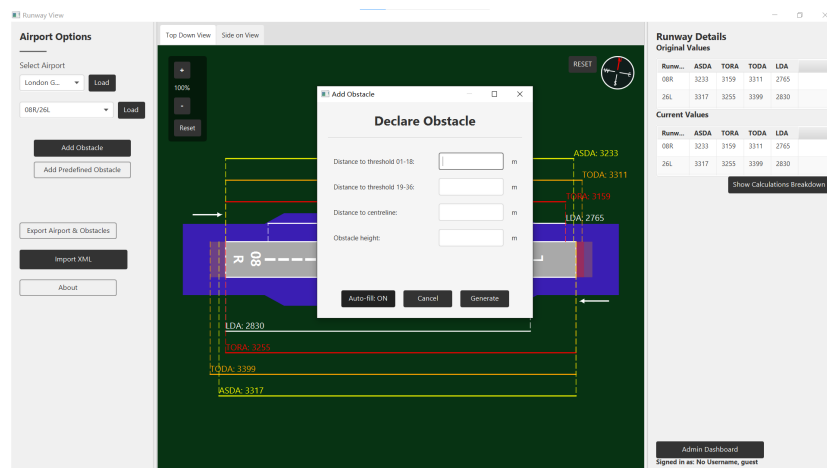 Runway View
Airport Options
Select Airport
London G...
Load
08R/26L
Load
Add Obstacle
Add Predefined Obstacle
Export Airport & Obstacles
Import XML
About
Top Down View
Side on View
+
100%
-
Reset
RESET
ASDA: 3233
TODA: 3311
TORA: 3159
LDA: 2765
08
R
L
LDA: 2830
TORA: 3255
TODA: 3399
ASDA: 3317
Add Obstacle
Declare Obstacle
Distance to threshold 01-18:
m
Distance to threshold 19-36:
m
Distance to centreline:
m
Obstacle height:
m
Auto-fill: ON
Cancel
Generate
Runway Details
Original Values
Runw... ASDA TORA TODA LDA
08R 3233 3159 3311 2765
26L 3317 3255 3399 2830
Current Values
Runw... ASDA TORA TODA LDA
08R 3233 3159 3311 2765
26L 3317 3255 3399 2830
Show Calculations Breakdown
Admin Dashboard
Signed in as: No Username, guest